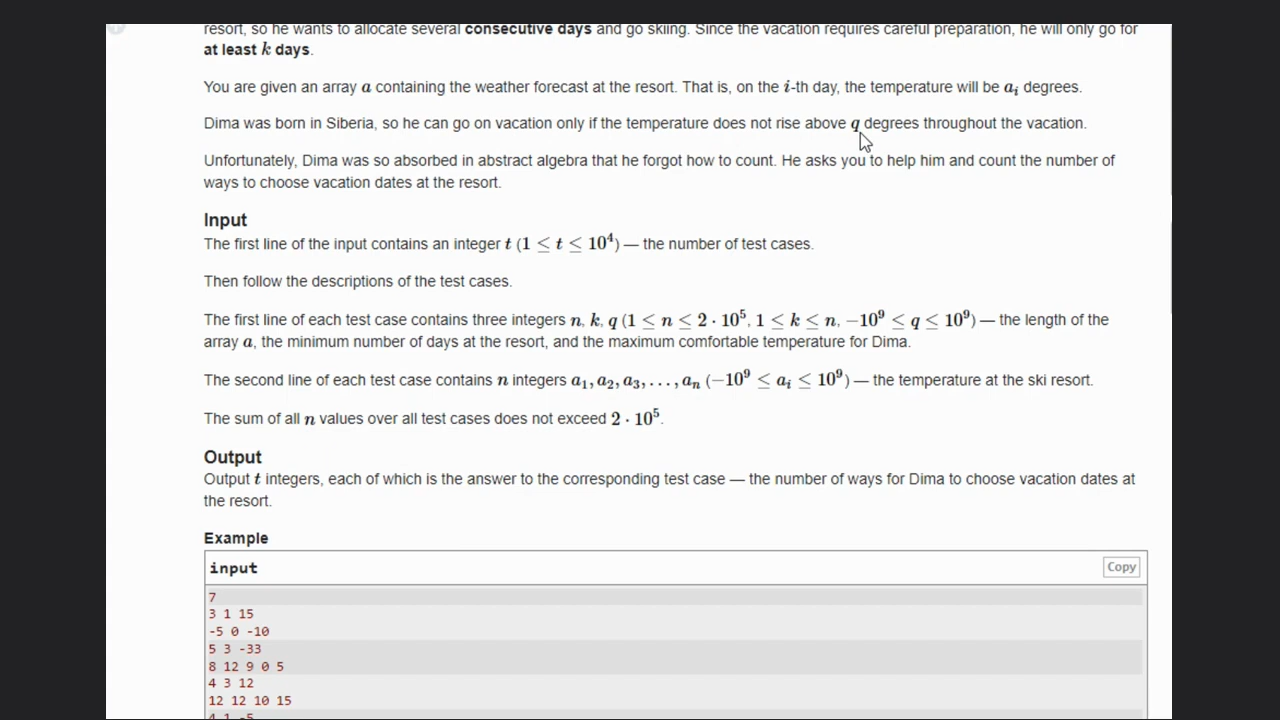 resort, so he wants to allocate several consecutive days and go skiing. Since the vacation requires careful preparation, he will only go for
at least k days.
You are given an array a containing the weather forecast at the resort. That is, on the i-th day, the temperature will be a_i degrees.
Dima was born in Siberia, so he can go on vacation only if the temperature does not rise above q degrees throughout the vacation.
Unfortunately, Dima was so absorbed in abstract algebra that he forgot how to count. He asks you to help him and count the number of
ways to choose vacation dates at the resort.
Input
The first line of the input contains an integer t (1 ≤ t ≤ 10^4) — the number of test cases.
Then follow the descriptions of the test cases.
The first line of each test case contains three integers n, k, q (1 ≤ n ≤ 2 · 10^5, 1 ≤ k ≤ n, −10^9 ≤ q ≤ 10^9) — the length of the
array a, the minimum number of days at the resort, and the maximum comfortable temperature for Dima.
The second line of each test case contains n integers a_1, a_2, a_3, ..., a_n (−10^9 ≤ a_i ≤ 10^9) — the temperature at the ski resort.
The sum of all n values over all test cases does not exceed 2 · 10^5.
Output
Output t integers, each of which is the answer to the corresponding test case — the number of ways for Dima to choose vacation dates at
the resort.
Example
input
Copy
7
3 1 15
-5 0 -10
5 3 -33
8 12 9 0 5
4 3 12
12 12 10 15
4 1 -5